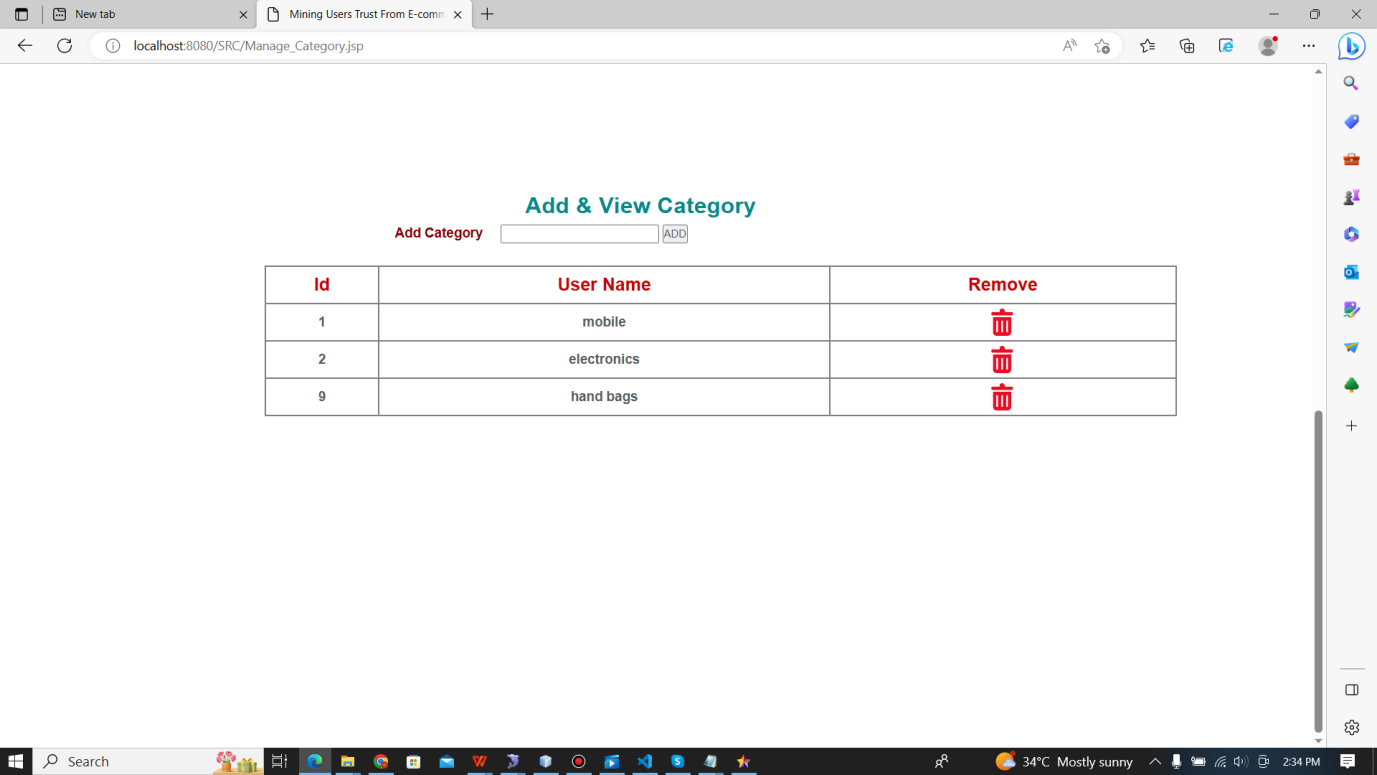 New tab
Mining Users Trust From E-comm
localhost:8080/SRC/Manage_Category.jsp
Add & View Category
Add Category ADD
Id User Name Remove
1 mobile
2 electronics
9 hand bags
Search
34°C Mostly sunny
2:34 PM